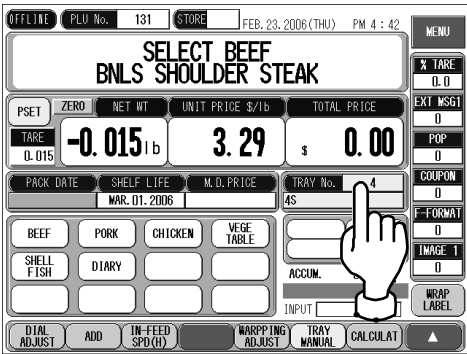 OFFLINE PLU No. 131 STORE FEB. 23. 2006(THU) PM 4:42 MENU
SELECT BEEF
BNLS SHOULDER STEAK
% TARE
0.0
EXT MSG1
0
PSET ZERO NET WT UNIT PRICE $/lb TOTAL PRICE
TARE
0.015
-0.015 lb 3.29 $ 0.00
POP
0
COUPON
0
PACK DATE SHELF LIFE M.D.PRICE TRAY No. 4
MAR. 01. 2006 4S
F-FORMAT
0
BEEF PORK CHICKEN VEGE
TABLE
IMAGE 1
0
SHELL
FISH DIARY
ACCUM.
INPUT
WRAP
LABEL
DIAL
ADJUST ADD IN-FEED
SPD(H) WARPPING
ADJUST TRAY
MANUAL CALCULAT ▲